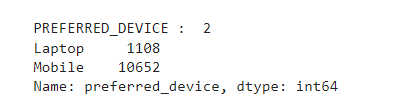 PREFERRED_DEVICE :  2
Laptop     1108
Mobile    10652
Name: preferred_device, dtype: int64